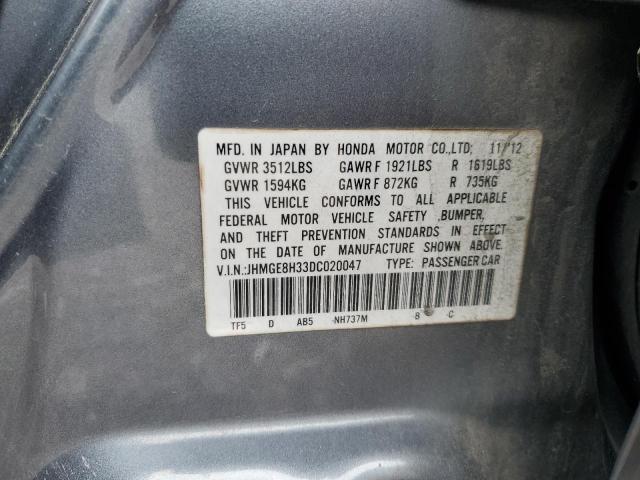 MFD. IN JAPAN BY HONDA MOTOR CO.,LTD; 11/12
GVWR 3512LBS GAWR F 1921LBS R 1619LBS
GVWR 1594KG GAWR F 872KG R 735KG
THIS VEHICLE CONFORMS TO ALL APPLICABLE
FEDERAL MOTOR VEHICLE SAFETY ,BUMPER,
AND THEFT PREVENTION STANDARDS IN EFFECT
ON THE DATE OF MANUFACTURE SHOWN ABOVE.
V.I.N.:JHMGE8H33DC020047 TYPE: PASSENGER CAR
TF5 D AB5 -NH737M 8 -C